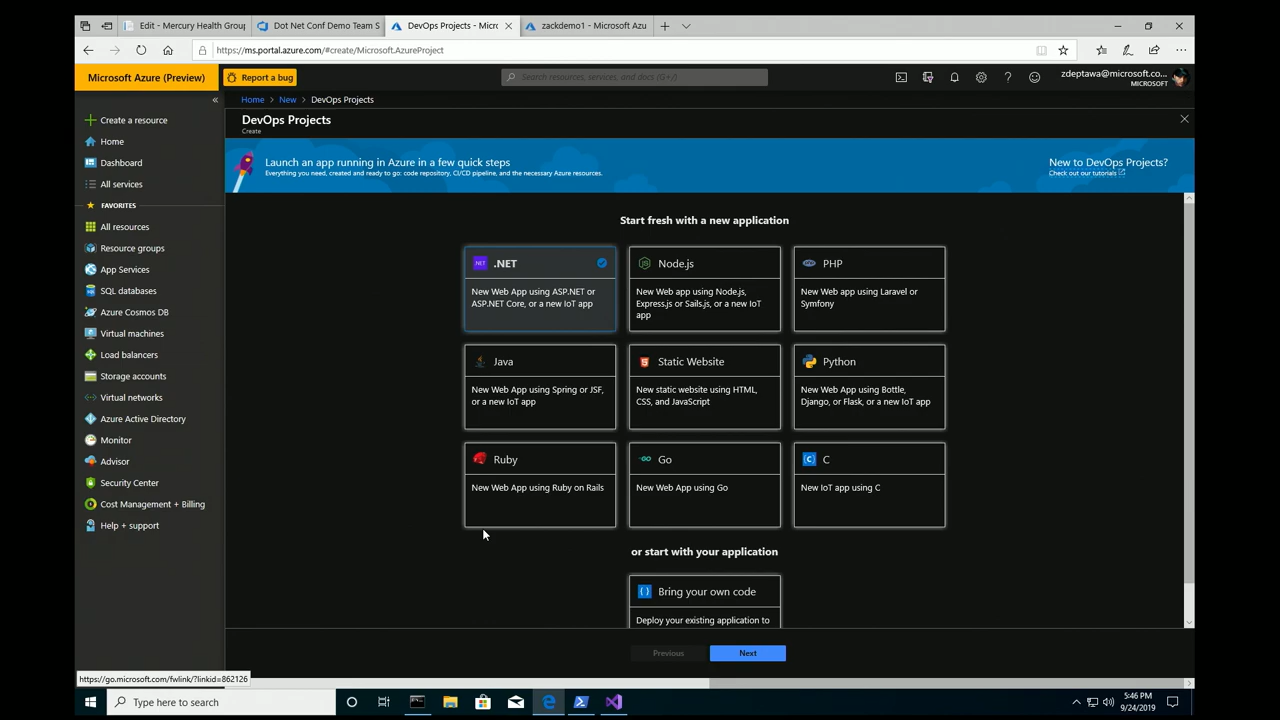 Edit - Mercury Health Group
Dot Net Conf Demo Team S
DevOps Projects - Micro
zackdemo1 - Microsoft Azu
https://ms.portal.azure.com/#create/Microsoft.AzureProject
Microsoft Azure (Preview)
Report a bug
Search resources, services, and docs (G+/)
zdeptawa@microsoft.co...
MICROSOFT
Home > New > DevOps Projects
DevOps Projects
Create
Create a resource
Home
Dashboard
All services
FAVORITES
All resources
Resource groups
App Services
SQL databases
Azure Cosmos DB
Virtual machines
Load balancers
Storage accounts
Virtual networks
Azure Active Directory
Monitor
Advisor
Security Center
Cost Management + Billing
Help + support
Launch an app running in Azure in a few quick steps
Everything you need, created and ready to go: code repository, CI/CD pipeline, and the necessary Azure resources.
New to DevOps Projects?
Check out our tutorials
Start fresh with a new application
.NET
New Web App using ASP.NET or
ASP.NET Core, or a new IoT app
Node.js
New Web app using Node.js,
Express.js or Sails.js, or a new IoT
app
PHP
New Web app using Laravel or
Symfony
Java
New Web App using Spring or JSF,
or a new IoT app
Static Website
New static website using HTML,
CSS, and JavaScript
Python
New Web App using Bottle,
Django, or Flask, or a new IoT app
Ruby
New Web App using Ruby on Rails
Go
New Web App using Go
C
New IoT app using C
or start with your application
Bring your own code
Deploy your existing application to
Previous
Next
https://go.microsoft.com/fwlink/?linkid=862126
Type here to search
5:46 PM
9/24/2019